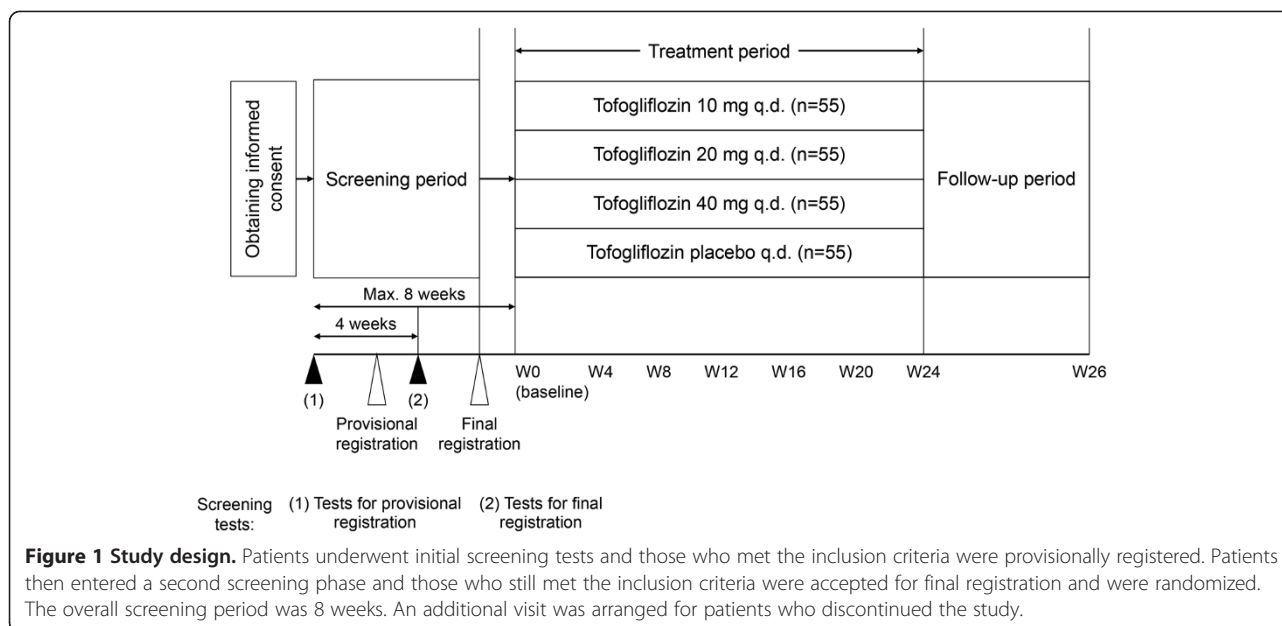 Treatment period
Obtaining informed
consent
Screening period
Tofogliflozin 10 mg q.d. (n=55)
Tofogliflozin 20 mg q.d. (n=55)
Tofogliflozin 40 mg q.d. (n=55)
Tofogliflozin placebo q.d. (n=55)
Follow-up period
Max. 8 weeks
4 weeks
W0 W4 W8 W12 W16 W20 W24 W26
(baseline)
(1) (2)
Provisional
registration
Final
registration
Screening
tests:
(1) Tests for provisional
registration
(2) Tests for final
registration
Figure 1 Study design. Patients underwent initial screening tests and those who met the inclusion criteria were provisionally registered. Patients
then entered a second screening phase and those who still met the inclusion criteria were accepted for final registration and were randomized.
The overall screening period was 8 weeks. An additional visit was arranged for patients who discontinued the study.